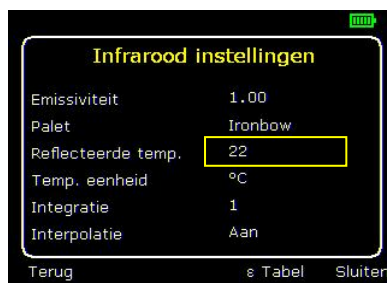 Infrarood instellingen
Emissiviteit 1.00
Palet Ironbow
Reflecteerde temp. 22
Temp. eenheid °C
Integratie 1
Interpolatie Aan
Terug ε Tabel Sluiten